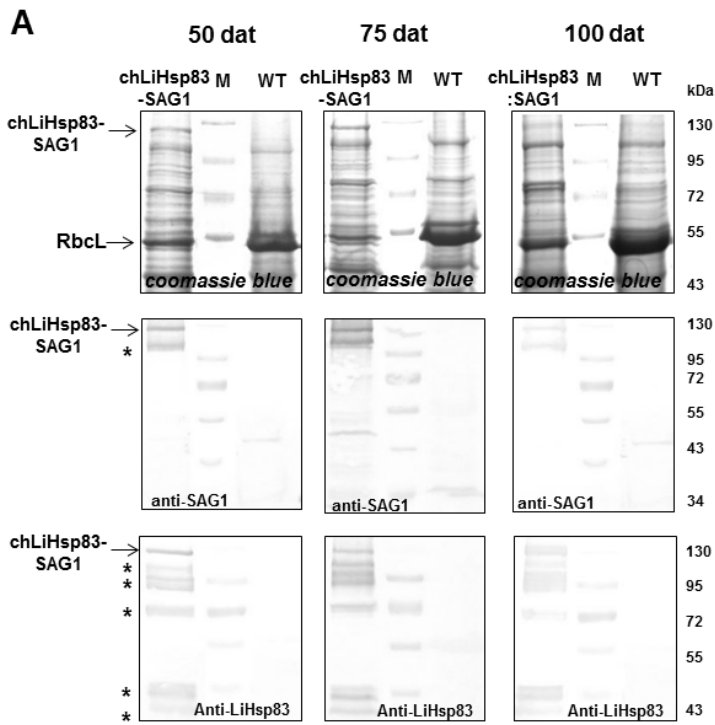 A
50 dat 75 dat 100 dat
chLiHsp83 M WT chLiHsp83 M WT chLiHsp83 M WT
-SAG1 -SAG1 :SAG1 kDa
chLiHsp83-
SAG1
130
95
72
RbcL
55
43
coomassie blue coomassie blue coomassie blue
chLiHsp83-
SAG1
130
*
95
72
55
43
34
anti-SAG1 anti-SAG1 anti-SAG1
chLiHsp83-
SAG1
130
*
*
95
*
72
55
*
*
43
Anti-LiHsp83 Anti-LiHsp83 Anti-LiHsp83